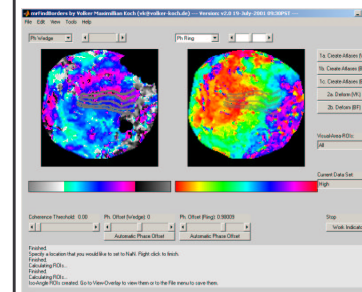 mrFindBorders by Volker Maximilian Koch (vk@volker-koch.de) --- Version: v2.0 19-July-2001 09:30PST ---
File Edit View Tools Help
Ph Wedge
Ph Ring
1a. Create Atlases
1b. Create Atlases
1c. Create Atlases
2a. Deform (VK)
2b. Deform (BF)
Visual Area ROIs:
All
Current Data Set:
High
Coherence Threshold: 0.00
Ph. Offset (Wedge): 0
Ph. Offset (Ring): 0.98009
Stop
Automatic Phase Offset
Automatic Phase Offset
Work Indicato
Finished.
Specify a location that you would like to set to NaN. Right click to finish.
Finished.
Calculating ROIs...
Finished.
Calculating ROIs...
Iso-Angle ROIs created. Go to View-Overlay to view them or to the File menu to save them.